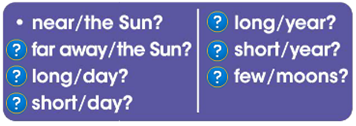 • near/the Sun?
? far away/the Sun?
? long/day?
? short/day?
? long/year?
? short/year?
? few/moons?